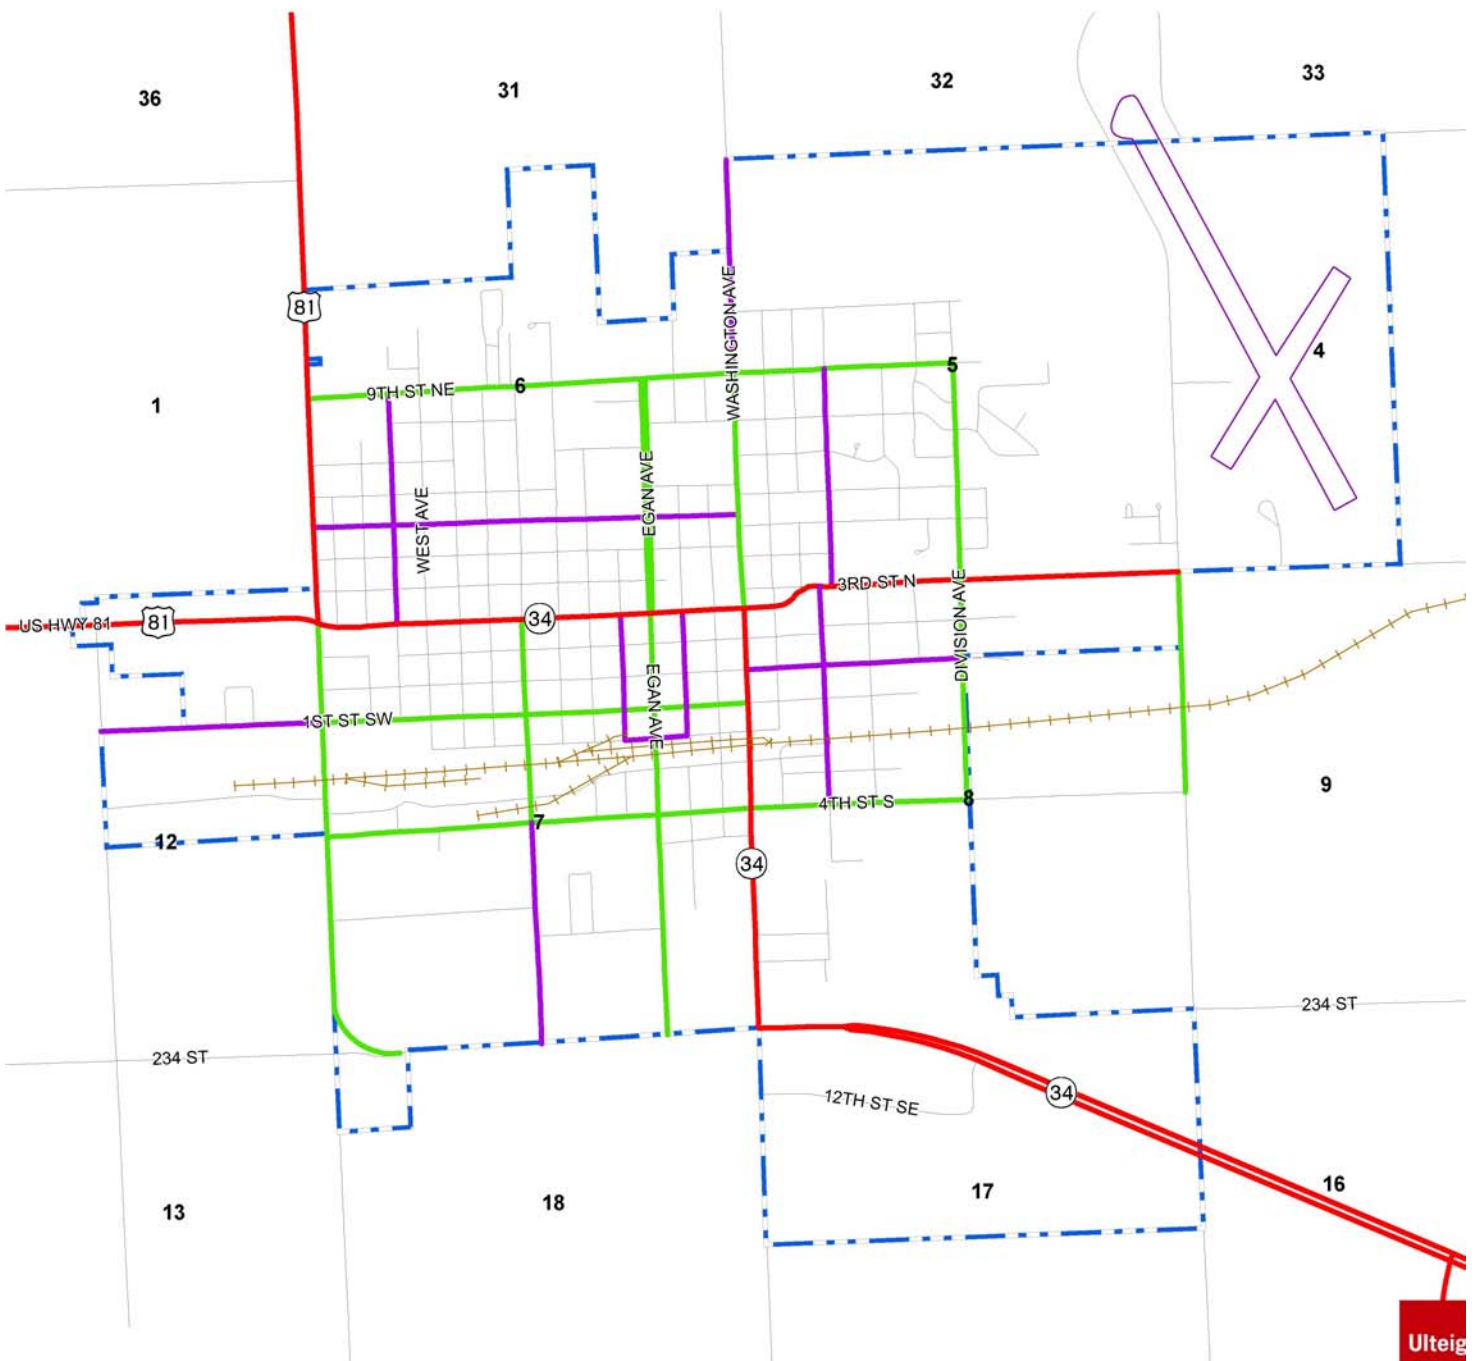 33
32
31
36
81
4
5
WASHINGTON AVE
6
9TH ST NE
1
EGAN AVE
WEST AVE
3RD ST N
34
81
US HWY 81
DIVISION AVE
EGAN AVE
1ST ST SW
9
8
4TH ST S
7
12
34
234 ST
234 ST
34
12TH ST SE
16
17
18
13
Ulteig